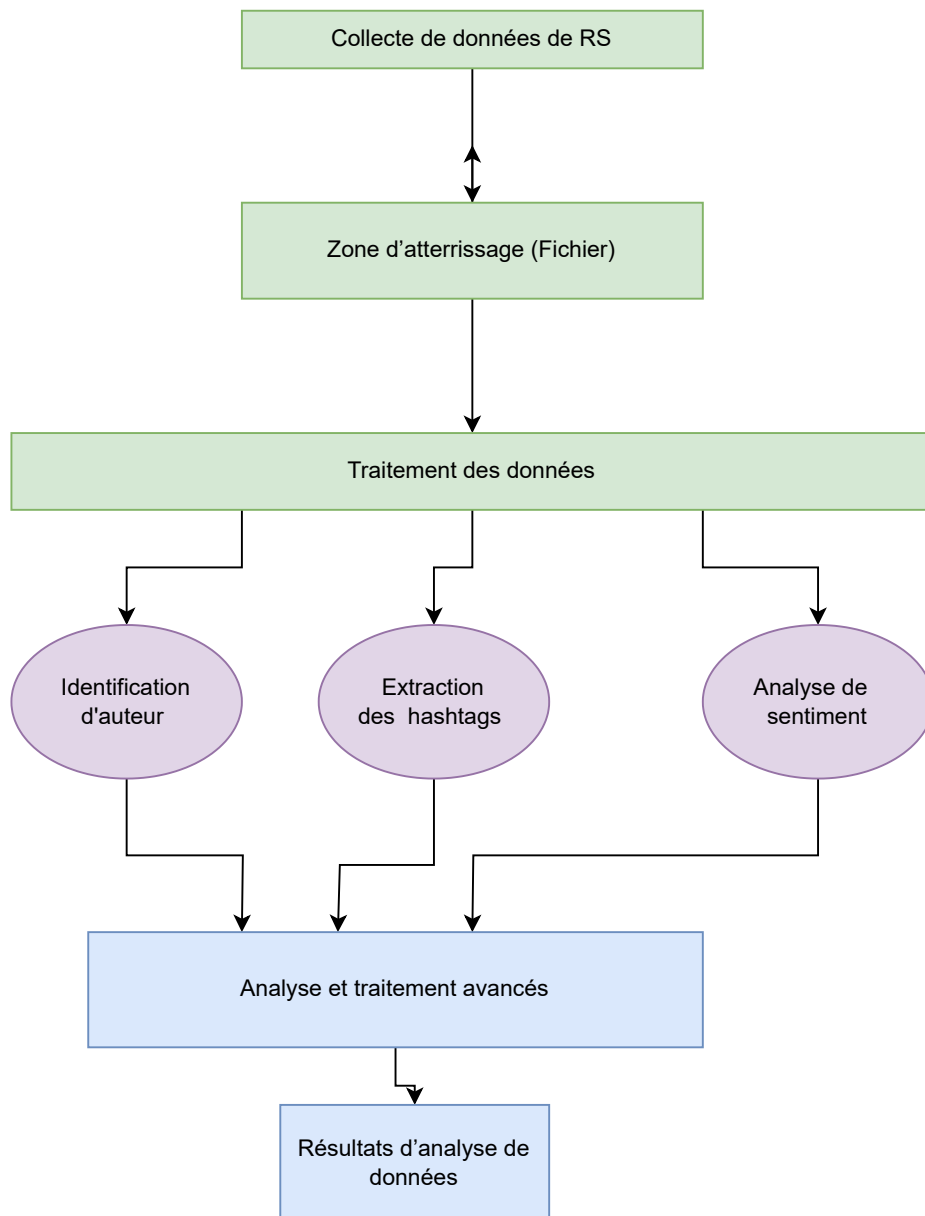 Collecte de données de RS
Zone d’atterrissage (Fichier)
Traitement des données
Identification
d'auteur
Extraction
des  hashtags
Analyse de
sentiment
Analyse et traitement avancés
Résultats d’analyse de
données